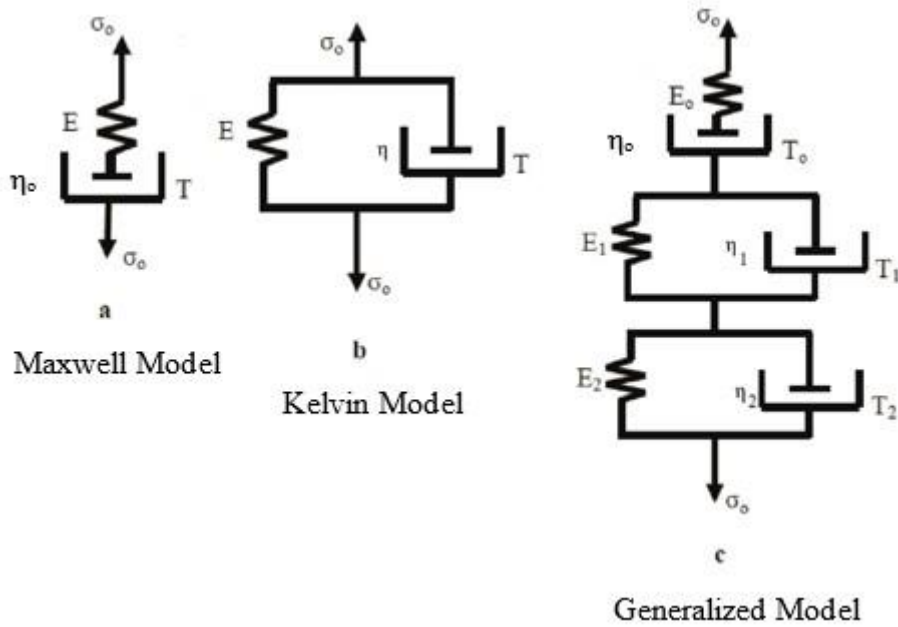 σₒ
E
ηₒ
T
σₒ
a
Maxwell Model
σₒ
E
η
T
σₒ
b
Kelvin Model
σₒ
Eₒ
ηₒ
Tₒ
E₁
η₁
T₁
E₂
η₂
T₂
σₒ
c
Generalized Model